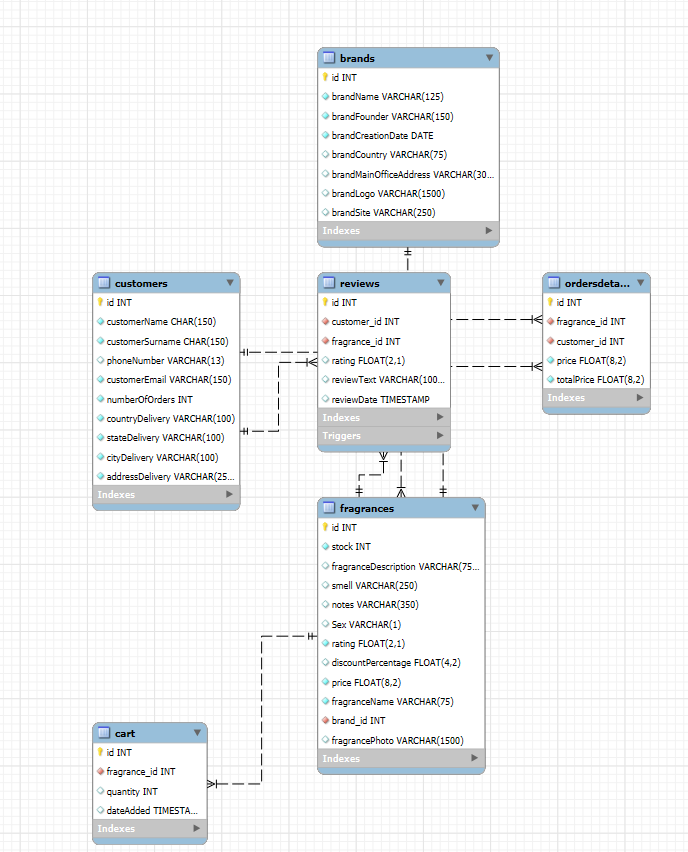 brands
id INT
brandName VARCHAR(125)
brandFounder VARCHAR(150)
brandCreationDate DATE
brandCountry VARCHAR(75)
brandMainOfficeAddress VARCHAR(30...
brandLogo VARCHAR(1500)
brandSite VARCHAR(250)
Indexes
customers
id INT
customerName CHAR(150)
customerSurname CHAR(150)
phoneNumber VARCHAR(13)
customerEmail VARCHAR(150)
numberOfOrders INT
countryDelivery VARCHAR(100)
stateDelivery VARCHAR(100)
cityDelivery VARCHAR(100)
addressDelivery VARCHAR(25...
Indexes
reviews
id INT
customer_id INT
fragrance_id INT
rating FLOAT(2,1)
reviewText VARCHAR(100...
reviewDate TIMESTAMP
Indexes
Triggers
ordersdeta...
id INT
fragrance_id INT
customer_id INT
price FLOAT(8,2)
totalPrice FLOAT(8,2)
Indexes
fragrances
id INT
stock INT
fragranceDescription VARCHAR(75...
smell VARCHAR(250)
notes VARCHAR(350)
Sex VARCHAR(1)
rating FLOAT(2,1)
discountPercentage FLOAT(4,2)
price FLOAT(8,2)
fragranceName VARCHAR(75)
brand_id INT
fragrancePhoto VARCHAR(1500)
Indexes
cart
id INT
fragrance_id INT
quantity INT
dateAdded TIMESTA...
Indexes